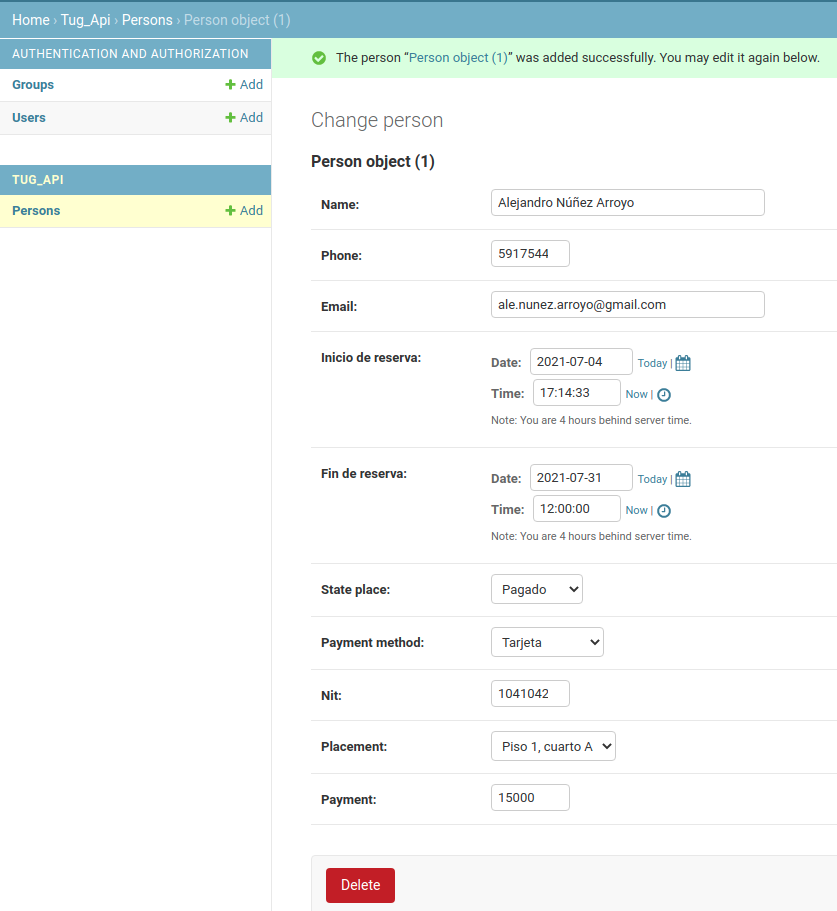 Home › Tug_Api › Persons › Person object (1)
AUTHENTICATION AND AUTHORIZATION
Groups + Add
Users + Add
TUG_API
Persons + Add
The person “Person object (1)” was added successfully. You may edit it again below.
Change person
Person object (1)
Name: Alejandro Núñez Arroyo
Phone: 5917544
Email: ale.nunez.arroyo@gmail.com
Inicio de reserva: Date: 2021-07-04 Today |
Time: 17:14:33 Now |
Note: You are 4 hours behind server time.
Fin de reserva: Date: 2021-07-31 Today |
Time: 12:00:00 Now |
Note: You are 4 hours behind server time.
State place: Pagado
Payment method: Tarjeta
Nit: 1041042
Placement: Piso 1, cuarto A
Payment: 15000
Delete